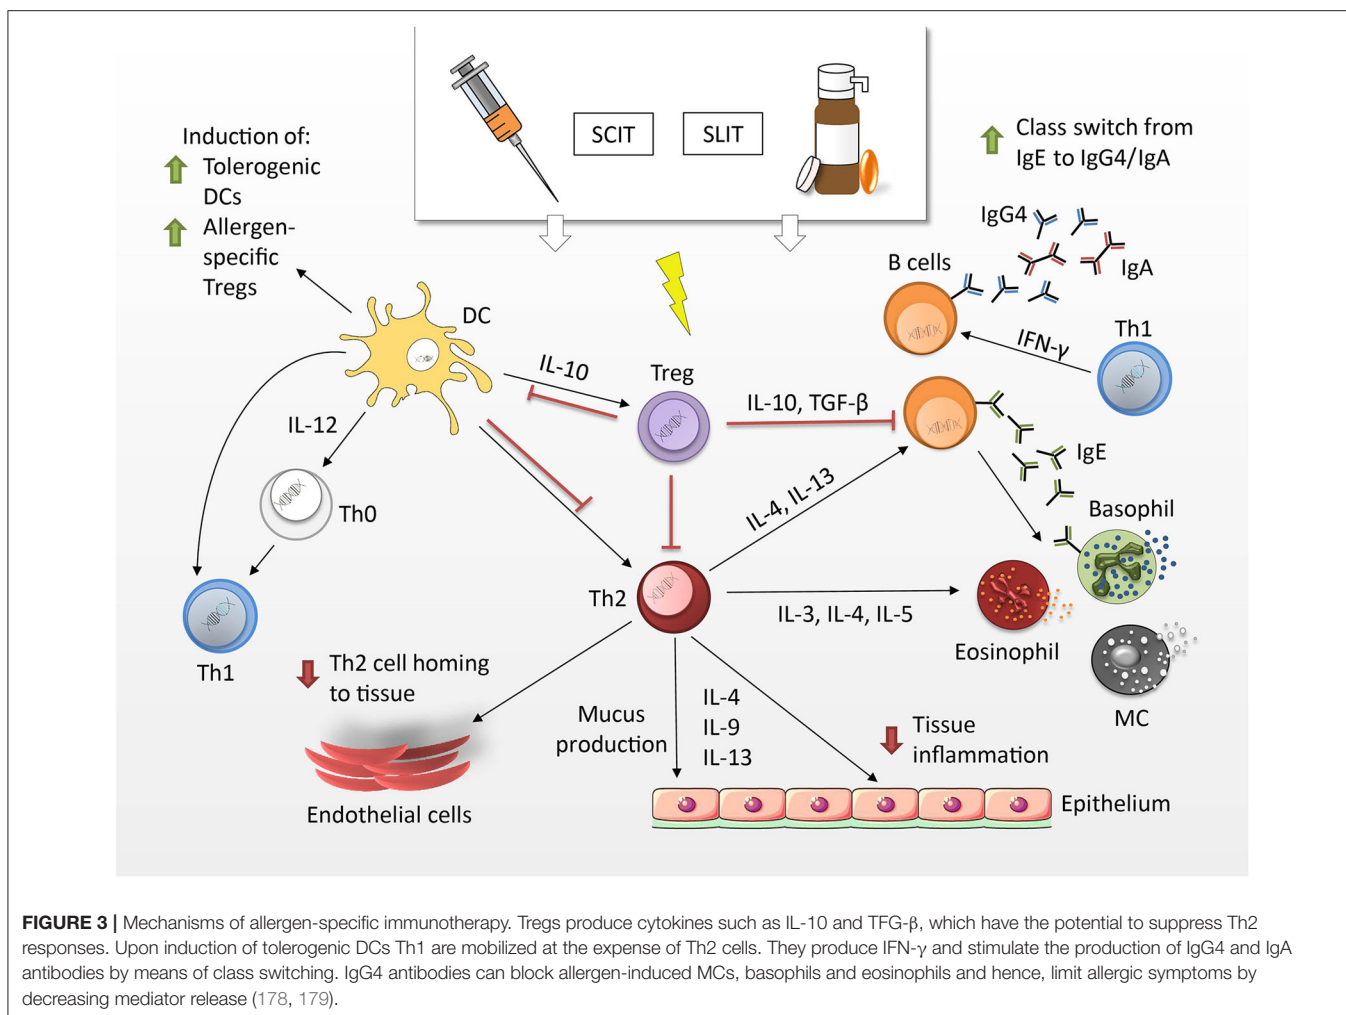 SCIT
SLIT
Induction of:
Tolerogenic
DCs
Allergen-
specific
Tregs
Class switch from
IgE to IgG4/IgA
IgG4
IgA
B cells
Th1
IFN-γ
DC
IL-10
Treg
IL-10, TGF-β
IL-12
Th0
IgE
IL-4, IL-13
Basophil
Th2
IL-3, IL-4, IL-5
Eosinophil
MC
Th1
Th2 cell homing
to tissue
Mucus
production
IL-4
IL-9
IL-13
Tissue
inflammation
Endothelial cells
Epithelium
FIGURE 3 | Mechanisms of allergen-specific immunotherapy. Tregs produce cytokines such as IL-10 and TFG-β, which have the potential to suppress Th2
responses. Upon induction of tolerogenic DCs Th1 are mobilized at the expense of Th2 cells. They produce IFN-γ and stimulate the production of IgG4 and IgA
antibodies by means of class switching. IgG4 antibodies can block allergen-induced MCs, basophils and eosinophils and hence, limit allergic symptoms by
decreasing mediator release (178, 179).